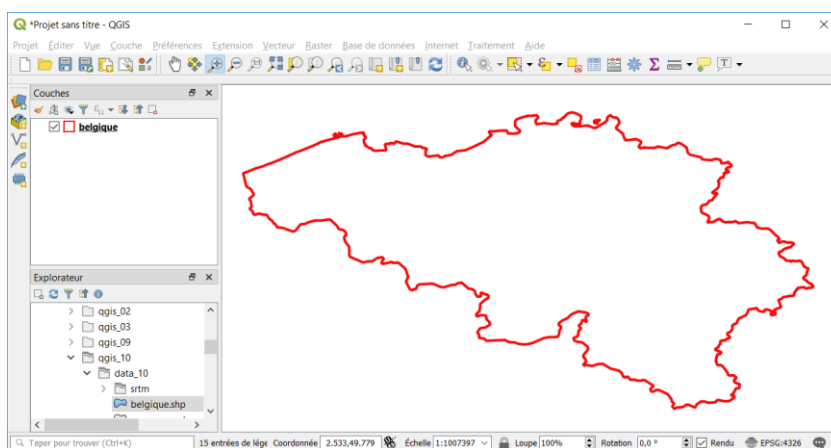 *Projet sans titre - QGIS
Projet Éditer Vue Couche Préférences Extension Vecteur Raster Base de données Internet Traitement Aide
Couches
belgique
Explorateur
qgis_02
qgis_03
qgis_09
qgis_10
data_10
srtm
belgique.shp
Taper pour trouver (Ctrl+K) 15 entrées de lége Coordonnée 2.533,49.779 Échelle 1:1007397 Loupe 100% Rotation 0,0 ° Rendu EPSG:4326